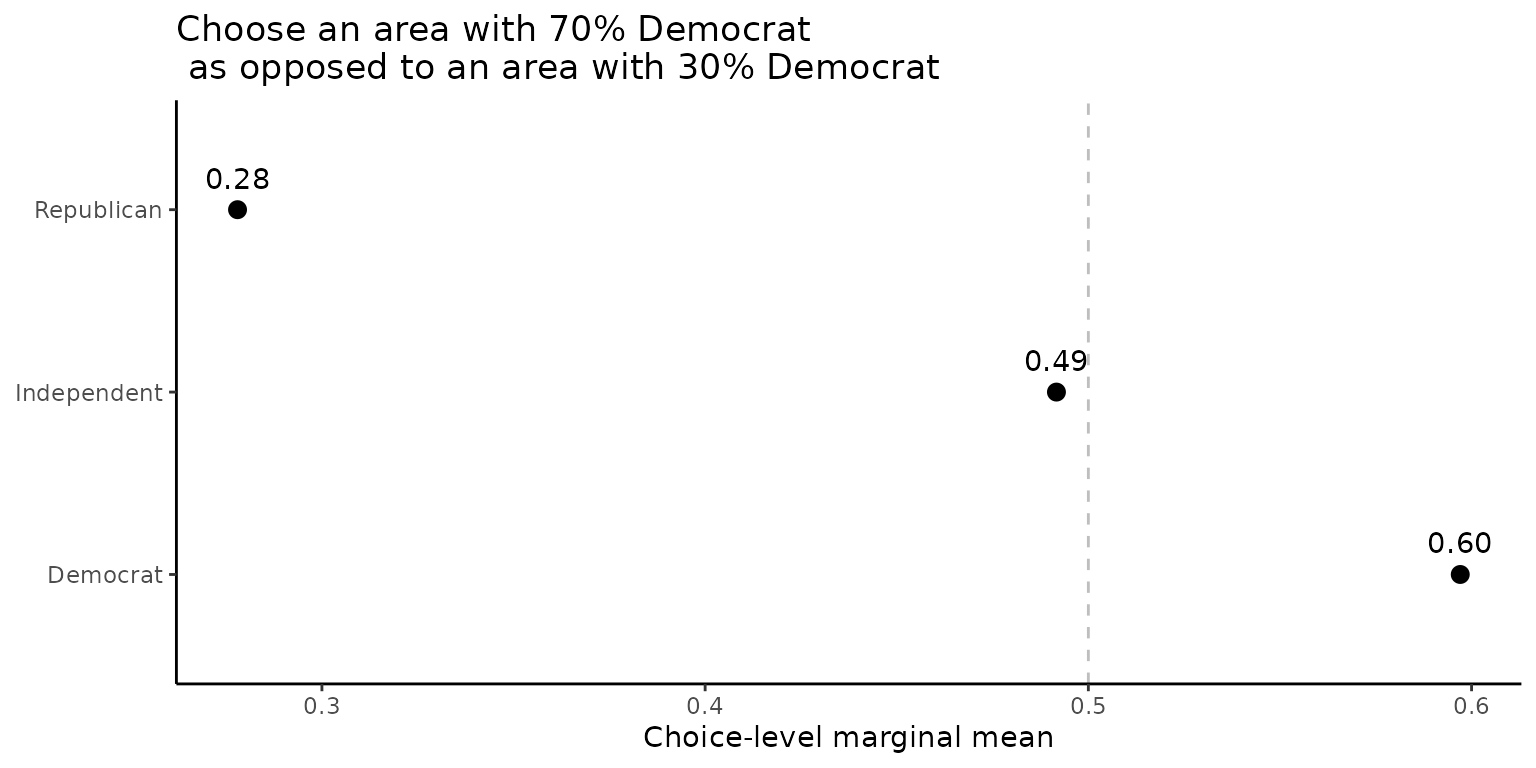 Choose an area with 70% Democrat
as opposed to an area with 30% Democrat
0.28
Republican
0.49
Independent
0.60
Democrat
0.3 0.4 0.5 0.6
Choice-level marginal mean